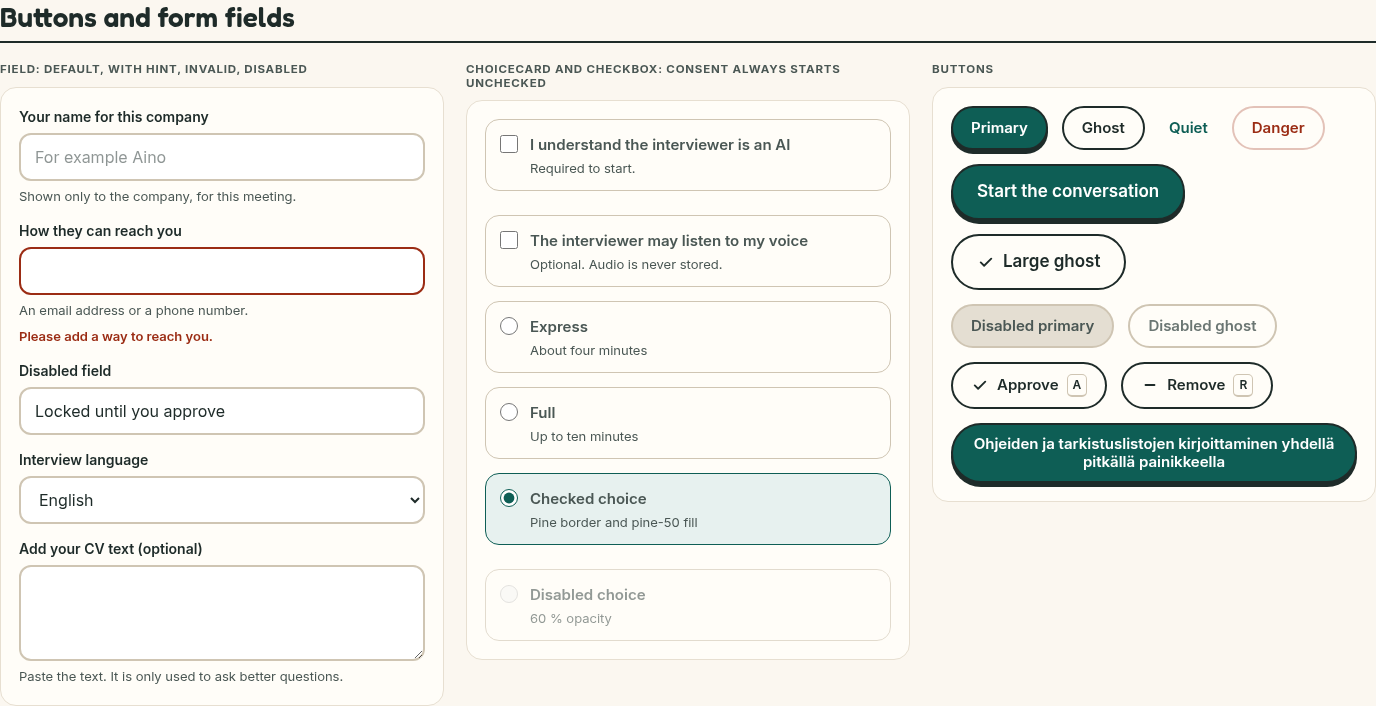 Buttons and form fields
FIELD: DEFAULT, WITH HINT, INVALID, DISABLED
Your name for this company
For example Aino
Shown only to the company, for this meeting.
How they can reach you
An email address or a phone number.
Please add a way to reach you.
Disabled field
Locked until you approve
Interview language
English
Add your CV text (optional)
Paste the text. It is only used to ask better questions.
CHOICECARD AND CHECKBOX: CONSENT ALWAYS STARTS
UNCHECKED
I understand the interviewer is an AI
Required to start.
The interviewer may listen to my voice
Optional. Audio is never stored.
Express
About four minutes
Full
Up to ten minutes
Checked choice
Pine border and pine-50 fill
Disabled choice
60 % opacity
BUTTONS
Primary Ghost Quiet Danger
Start the conversation
Large ghost
Disabled primary Disabled ghost
Approve A Remove R
Ohjeiden ja tarkistuslistojen kirjoittaminen yhdellä
pitkällä painikkeella